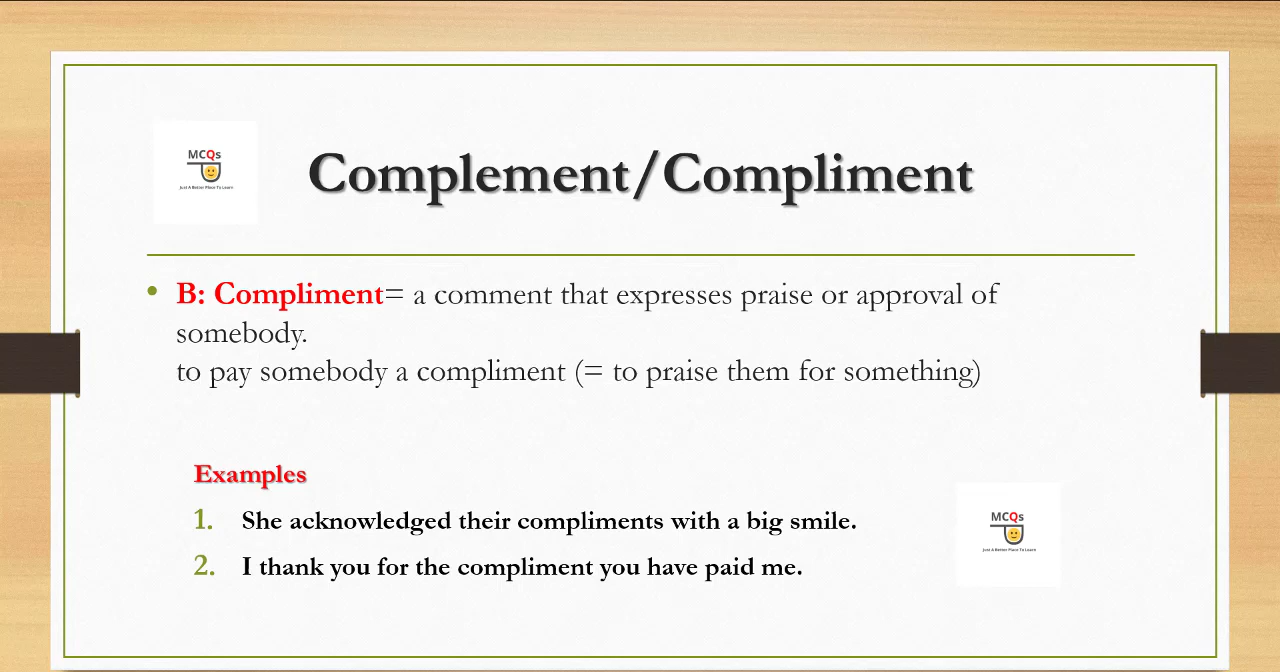 MCQs
Just A Better Place To Learn
Complement/Compliment
• B: Compliment= a comment that expresses praise or approval of
somebody.
to pay somebody a compliment (= to praise them for something)
Examples
1. She acknowledged their compliments with a big smile.
2. I thank you for the compliment you have paid me.
MCQs
Just A Better Place To Learn